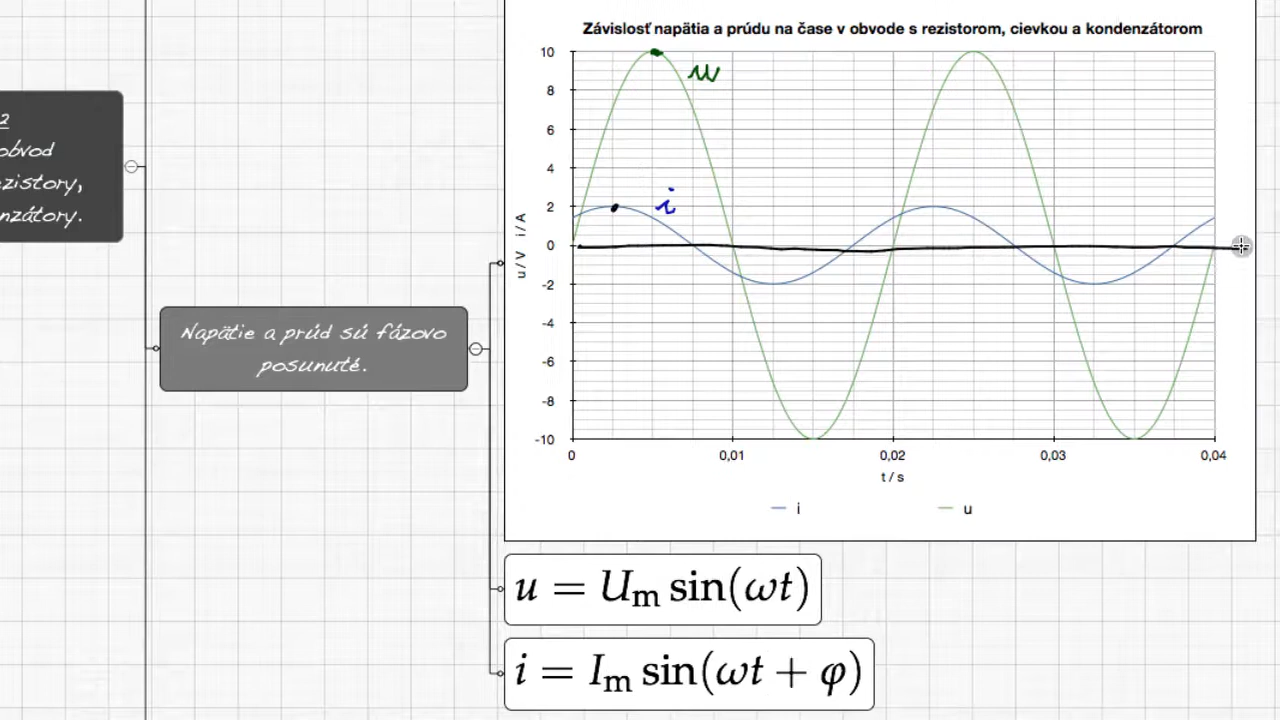 2
obvod
zistory,
nzátory.
Napätie a prúd sú fázovo
posunuté.
Závislosť napätia a prúdu na čase v obvode s rezistorom, cievkou a kondenzátorom
u
i
10
8
6
4
2
0
-2
-4
-6
-8
-10
u / V i / A
0 0,01 0,02 0,03 0,04
t / s
i u
u = Um sin(ωt)
i = Im sin(ωt + φ)